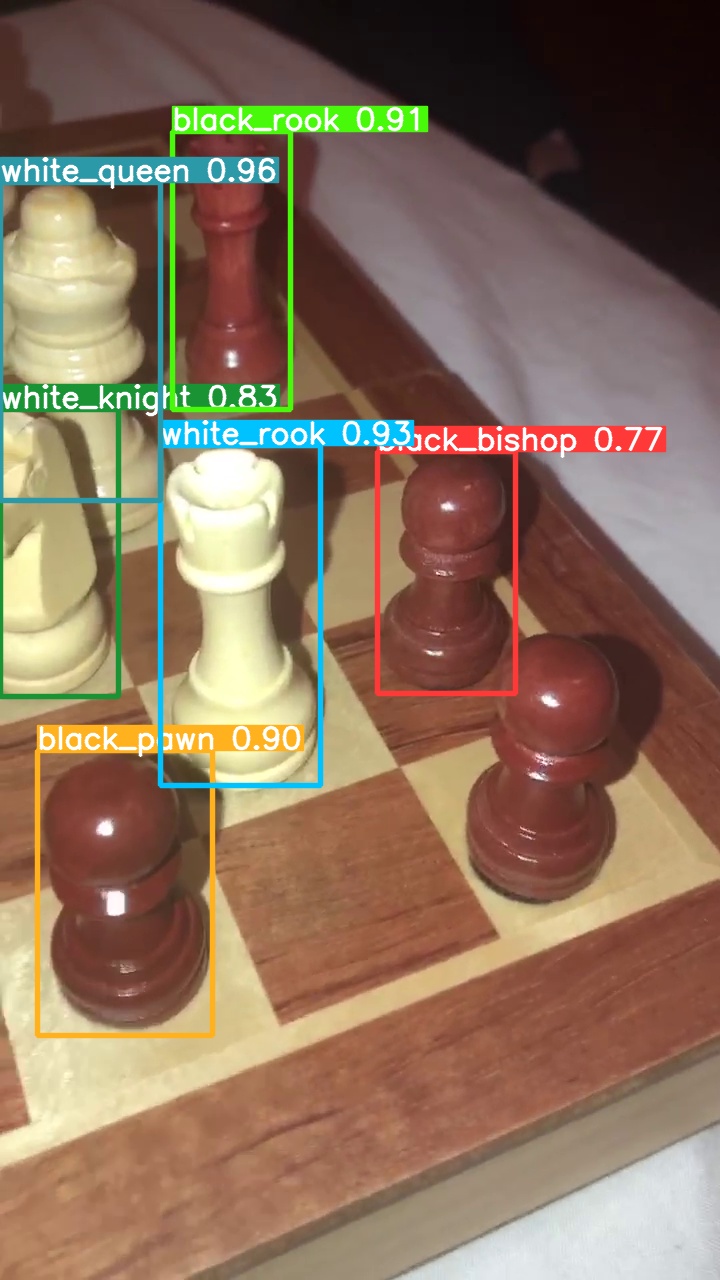 black_rook 0.91
white_queen 0.96
white_knight 0.83
white_rook 0.93
black_bishop 0.77
black_pawn 0.90